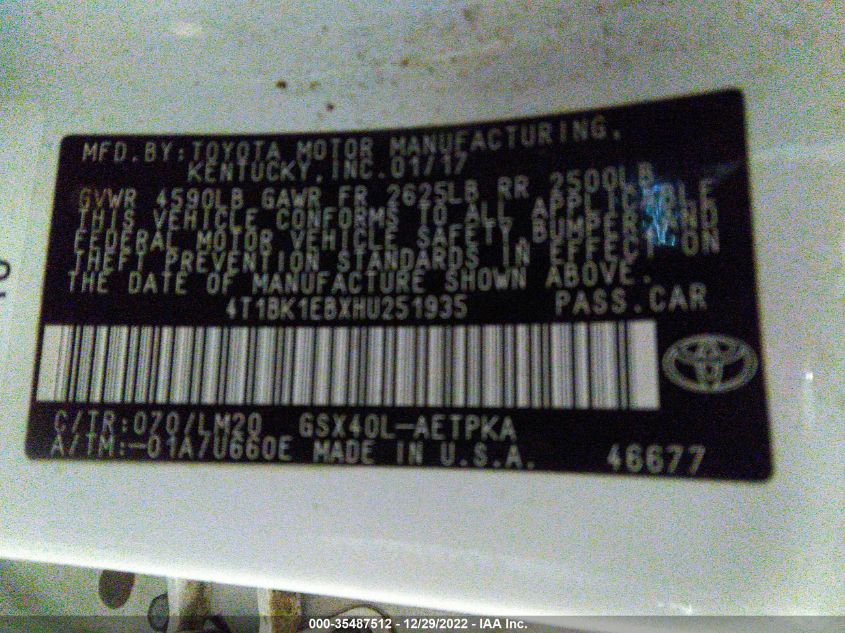 MFD.BY:TOYOTA MOTOR MANUFACTURING,
KENTUCKY,INC.01/17
GVWR 4590LB GAWR FR 2625LB RR 2500LB
THIS VEHICLE CONFORMS TO ALL APPLICABLE
FEDERAL MOTOR VEHICLE SAFETY,BUMPER AND
THEFT PREVENTION STANDARDS IN EFFECT ON
THE DATE OF MANUFACTURE SHOWN ABOVE.
4T1BK1EBXHU251935 PASS.CAR
C/TR:070/LM20 GSX40L-AETPKA
A/TM:-01A/U660E MADE IN U.S.A. 46677
000-35487512 - 12/29/2022 - IAA Inc.